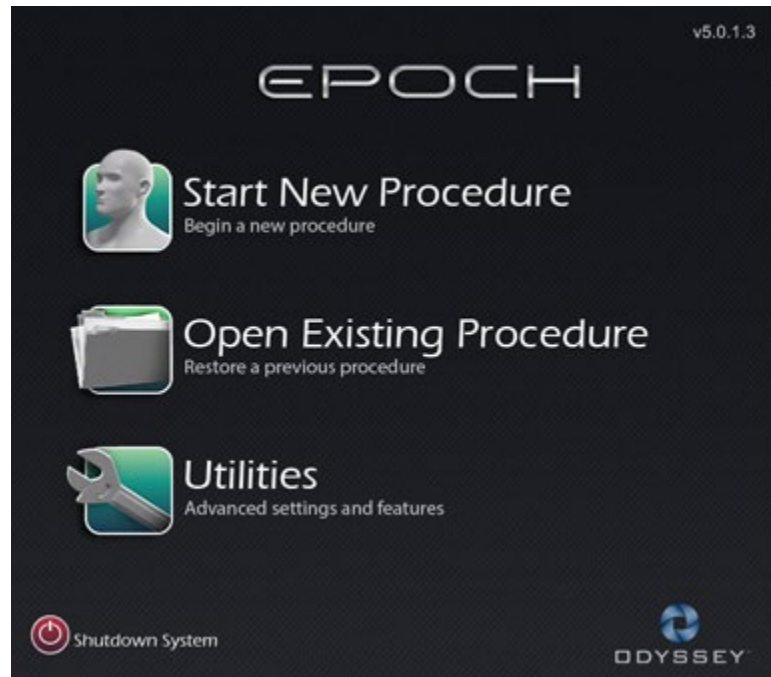 v5.0.1.3
EPOCH
Start New Procedure
Begin a new procedure
Open Existing Procedure
Restore a previous procedure
Utilities
Advanced settings and features
Shutdown System
ODYSSEY